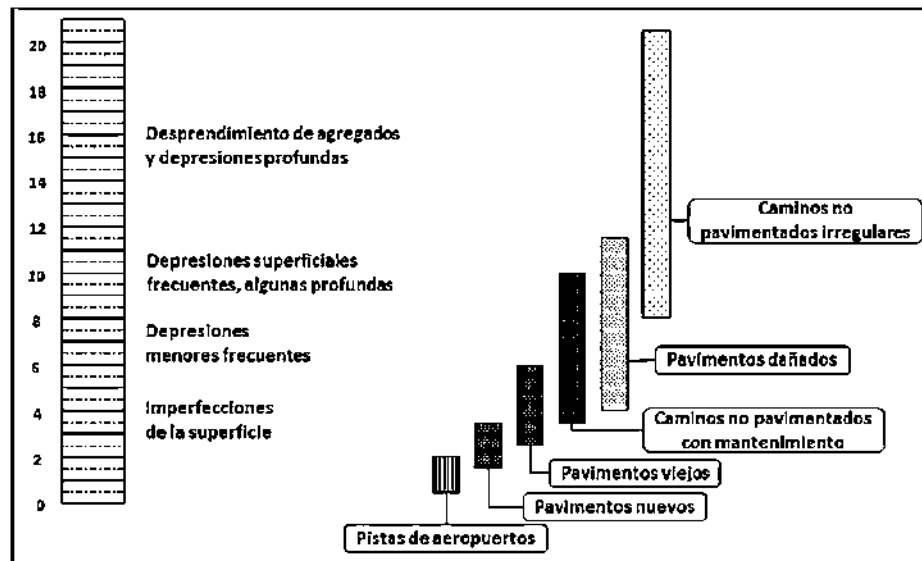 20
18
16
14
12
10
8
6
4
2
0
Desprendimiento de agregados
y depresiones profundas
Depresiones superficiales
frecuentes, algunas profundas
Depresiones
menores frecuentes
Imperfecciones
de la superficie
Caminos no
pavimentados irregulares
Pavimentos dañados
Caminos no pavimentados
con mantenimiento
Pavimentos viejos
Pavimentos nuevos
Pistas de aeropuertos